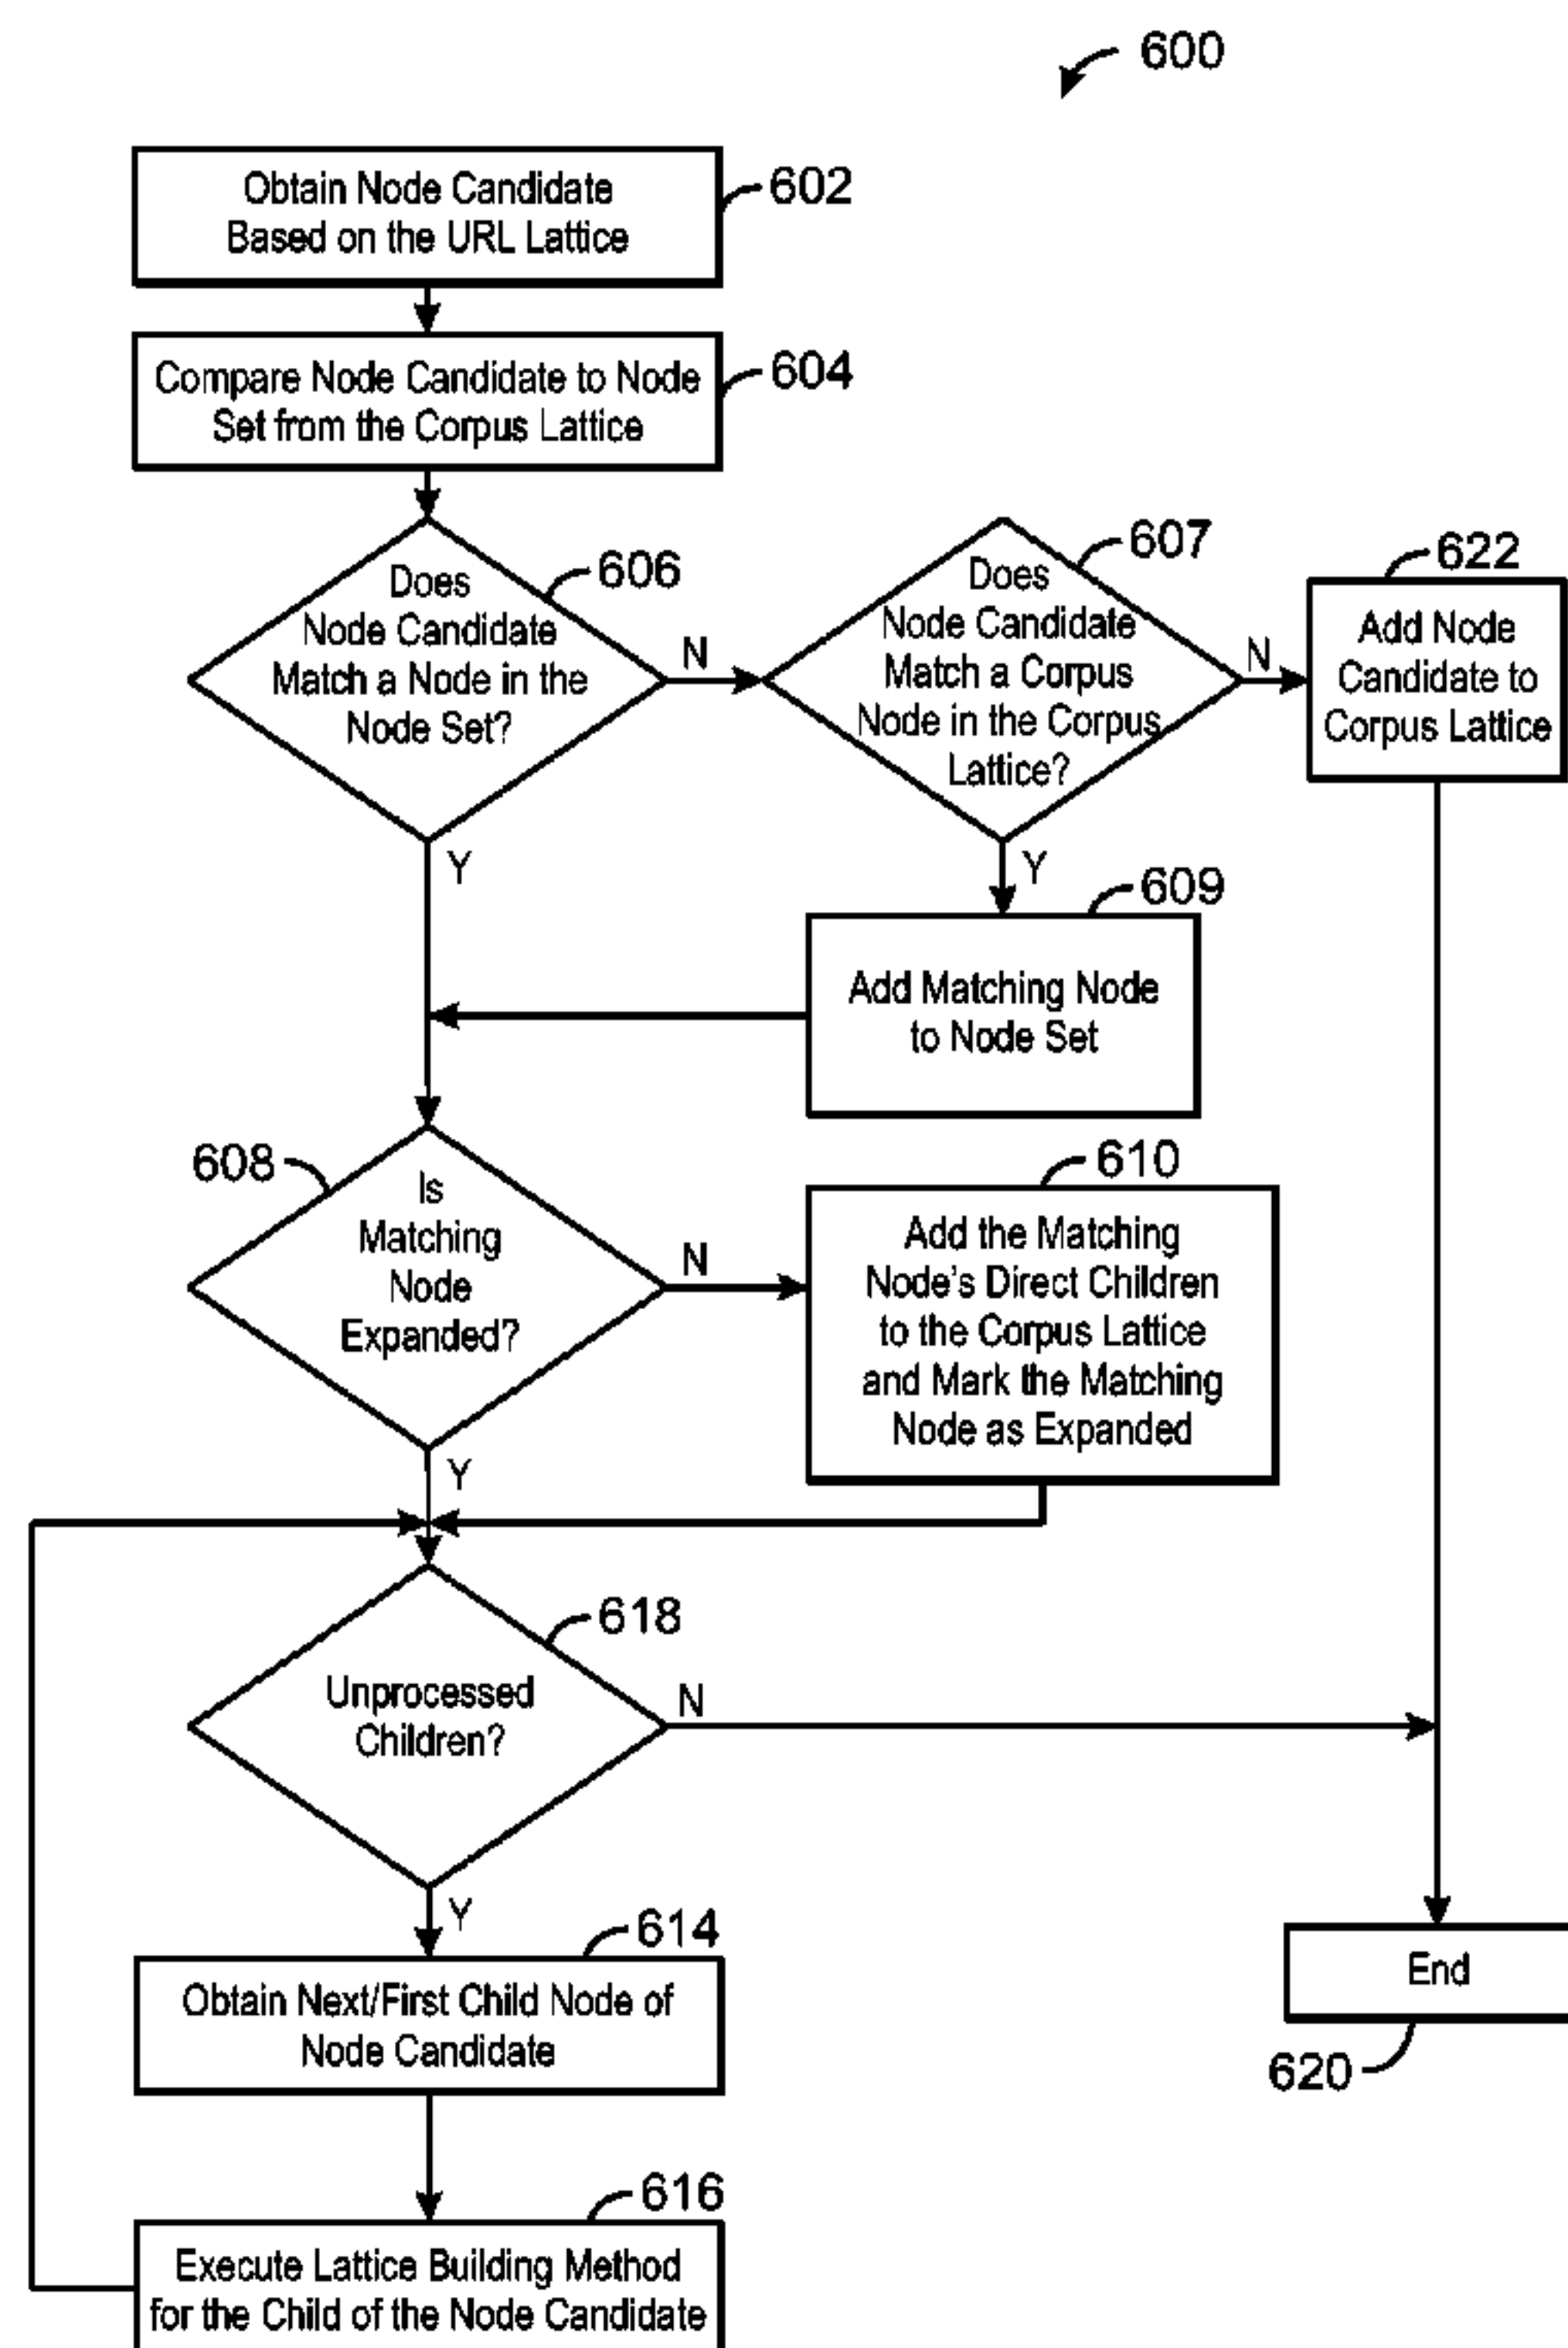 600
Obtain Node Candidate
Based on the URL Lattice
602
Compare Node Candidate to Node
Set from the Corpus Lattice
604
Does
Node Candidate
Match a Node in the
Node Set?
606
N
Y
Does
Node Candidate
Match a Corpus
Node in the Corpus
Lattice?
607
N
Y
622
Add Node
Candidate to
Corpus Lattice
609
Add Matching Node
to Node Set
608
Is
Matching
Node
Expanded?
N
Y
610
Add the Matching
Node's Direct Children
to the Corpus Lattice
and Mark the Matching
Node as Expanded
618
Unprocessed
Children?
N
Y
614
Obtain Next/First Child Node of
Node Candidate
End
620
616
Execute Lattice Building Method
for the Child of the Node Candidate